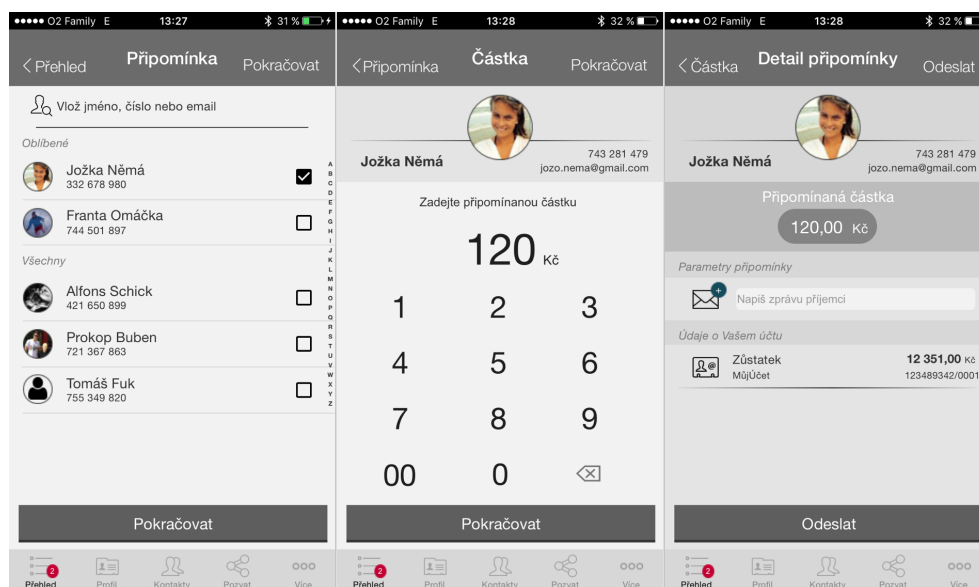 ●●●●● O2 Family E 13:27 31 %
< Přehled Připomínka Pokračovat
Vlož jméno, číslo nebo email
Oblíbené
Jožka Němá
332 678 980
Franta Omáčka
744 501 897
Všechny
Alfons Schick
421 650 899
Prokop Buben
721 367 863
Tomáš Fuk
755 349 820
A
B
C
D
E
F
G
H
I
J
K
L
M
N
O
P
Q
R
S
T
U
V
W
X
Y
Z
Pokračovat
2
Přehled Profil Kontakty Pozvat Více
●●●●● O2 Family E 13:28 32 %
< Připomínka Částka Pokračovat
Jožka Němá
743 281 479
jozo.nema@gmail.com
Zadejte připomínanou částku
120 Kč
1 2 3
4 5 6
7 8 9
00 0
Pokračovat
2
Přehled Profil Kontakty Pozvat Více
●●●●● O2 Family E 13:28 32 %
< Částka Detail připomínky Odeslat
Jožka Němá
743 281 479
jozo.nema@gmail.com
Připomínaná částka
120,00 Kč
Parametry připomínky
Napiš zprávu příjemci
Údaje o Vašem účtu
Zůstatek 12 351,00 Kč
MůjÚčet 123489342/0001
Odeslat
2
Přehled Profil Kontakty Pozvat Více